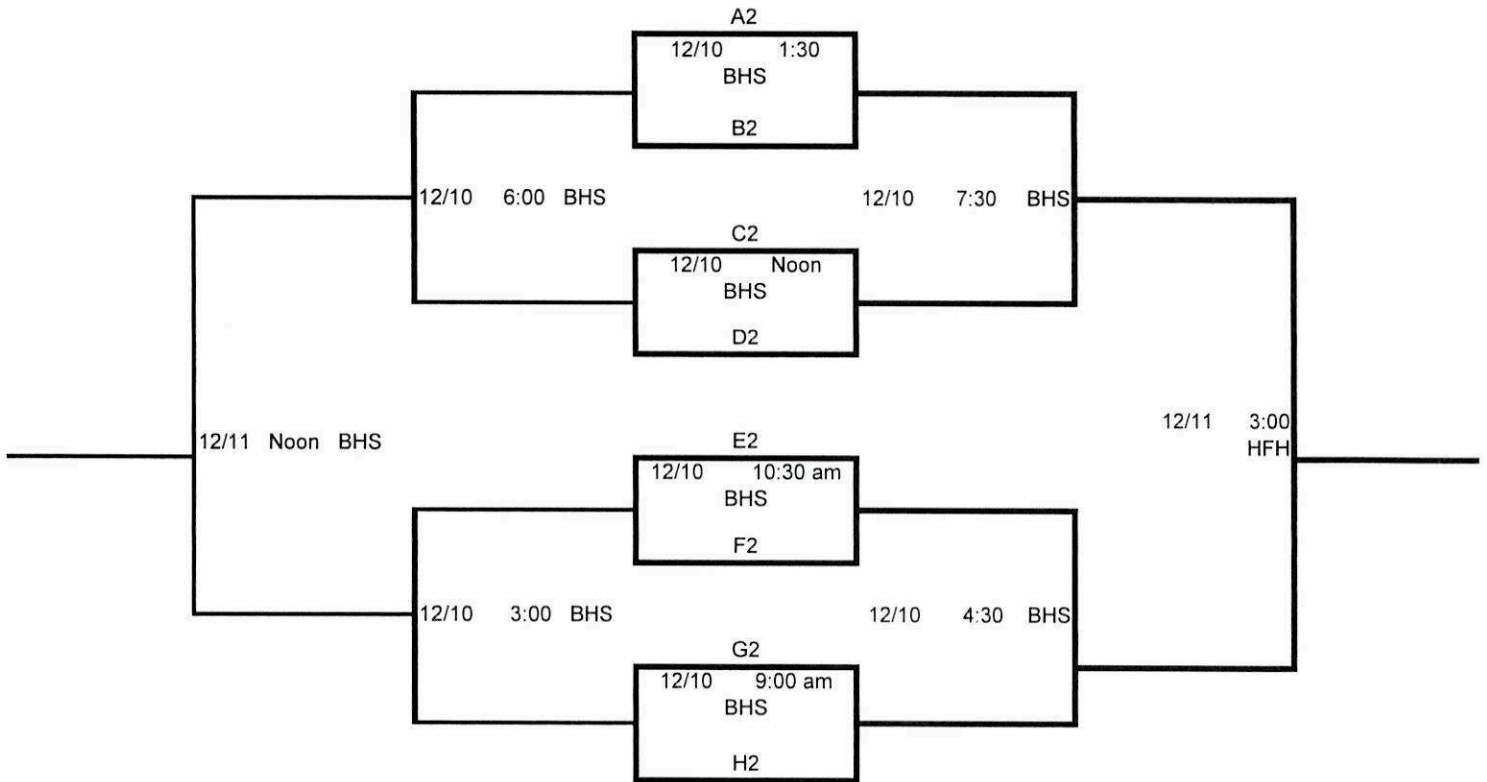 A2
12/10 1:30
BHS
B2
12/10 6:00 BHS
12/10 7:30 BHS
C2
12/10 Noon
BHS
D2
12/11 Noon BHS
12/11 3:00
HFH
E2
12/10 10:30 am
BHS
F2
12/10 3:00 BHS
12/10 4:30 BHS
G2
12/10 9:00 am
BHS
H2